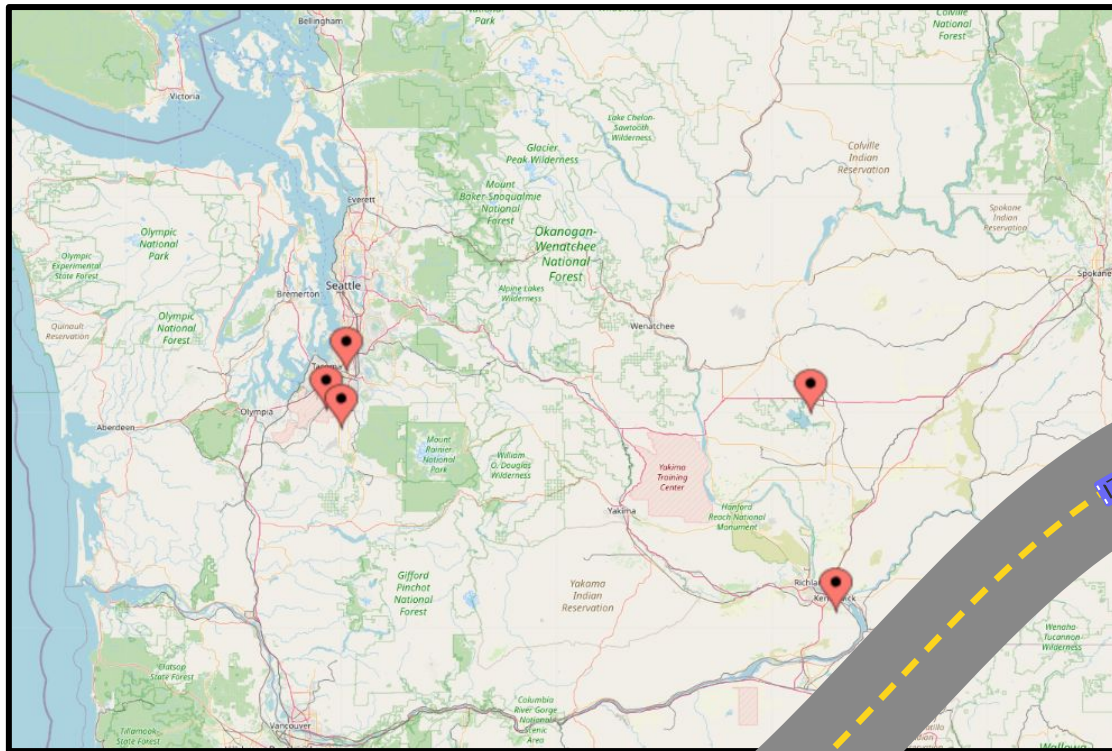 Bellingham
National
Park
Colville
National
Forest
Victoria
Lake Chelan-
Sawtooth
Wilderness
Glacier
Peak Wilderness
Colville
Indian
Reservation
Mount
Baker-Snoqualmie
National
Forest
Everett
Spokane
Indian
Reservation
Olympic
National
Park
Okanogan-
Wenatchee
National
Forest
Olympic
Experimental
State Forest
Spokane
Seattle
Alpine Lakes
Wilderness
Bremerton
Olympic
National
Forest
Quinault
Reservation
Wenatchee
Olympia
Aberdeen
Mount
Rainier
National
Park
William
O. Douglas
Wilderness
Yakima
Training
Center
Yakima
Hanford
Reach National
Monument
Gifford
Pinchot
National
Forest
Yakama
Indian
Reservation
Wenaha
Tucannon
Wilderness
Clatsop
State Forest
Columbia
River Gorge
National
Scenic
Area
Vancouver
Tillamook
State Forest